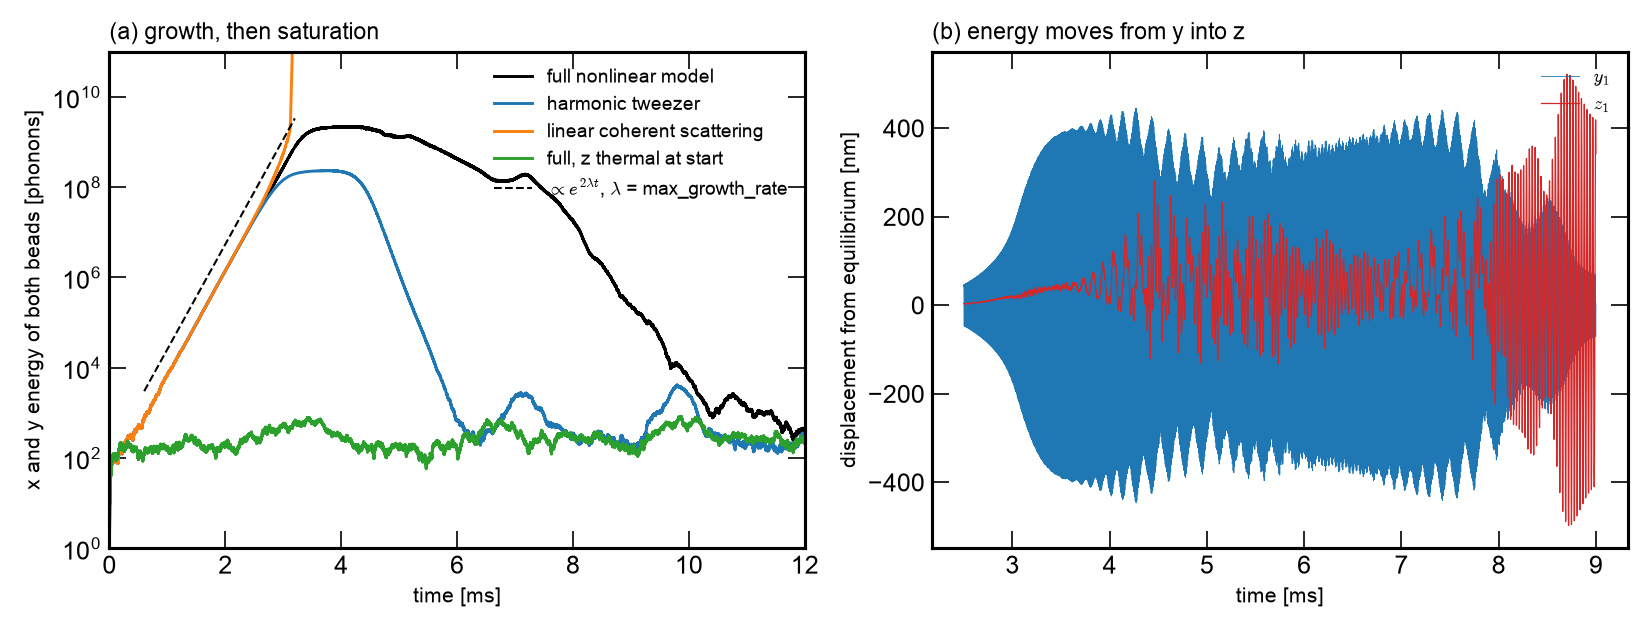 (a) growth, then saturation
x and y energy of both beads [phonons]
10^10
10^8
10^6
10^4
10^2
10^0
full nonlinear model
harmonic tweezer
linear coherent scattering
full, z thermal at start
∝ e^{2λt}, λ = max_growth_rate
0 2 4 6 8 10 12
time [ms]
(b) energy moves from y into z
displacement from equilibrium [nm]
400
200
0
−200
−400
y_1
z_1
3 4 5 6 7 8 9
time [ms]